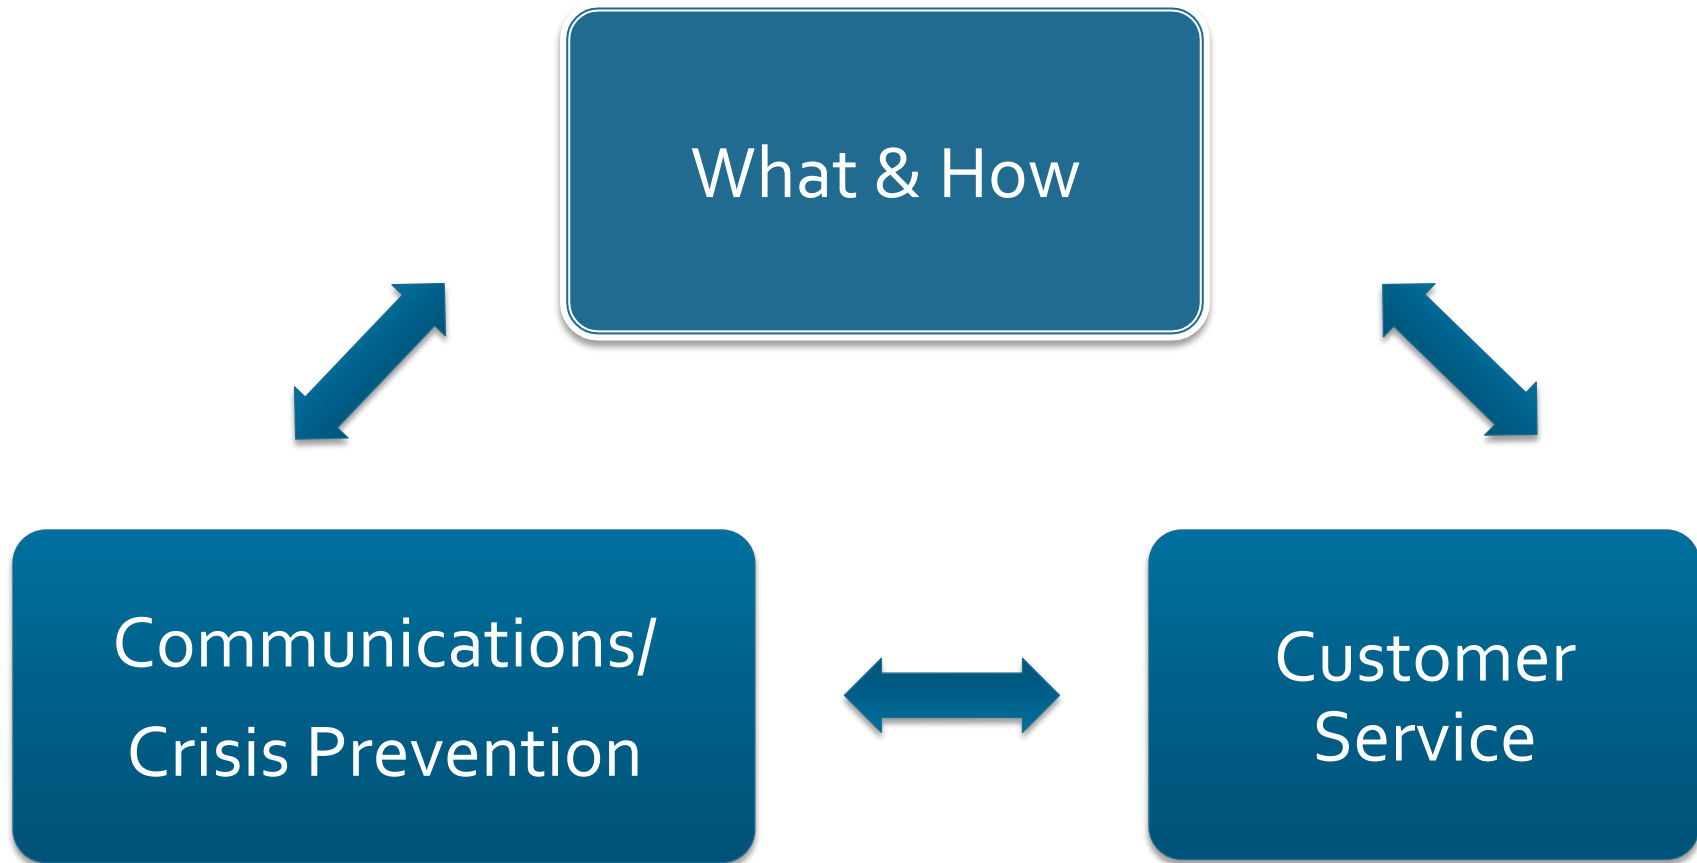 What & How
Communications/
Crisis Prevention
Customer
Service